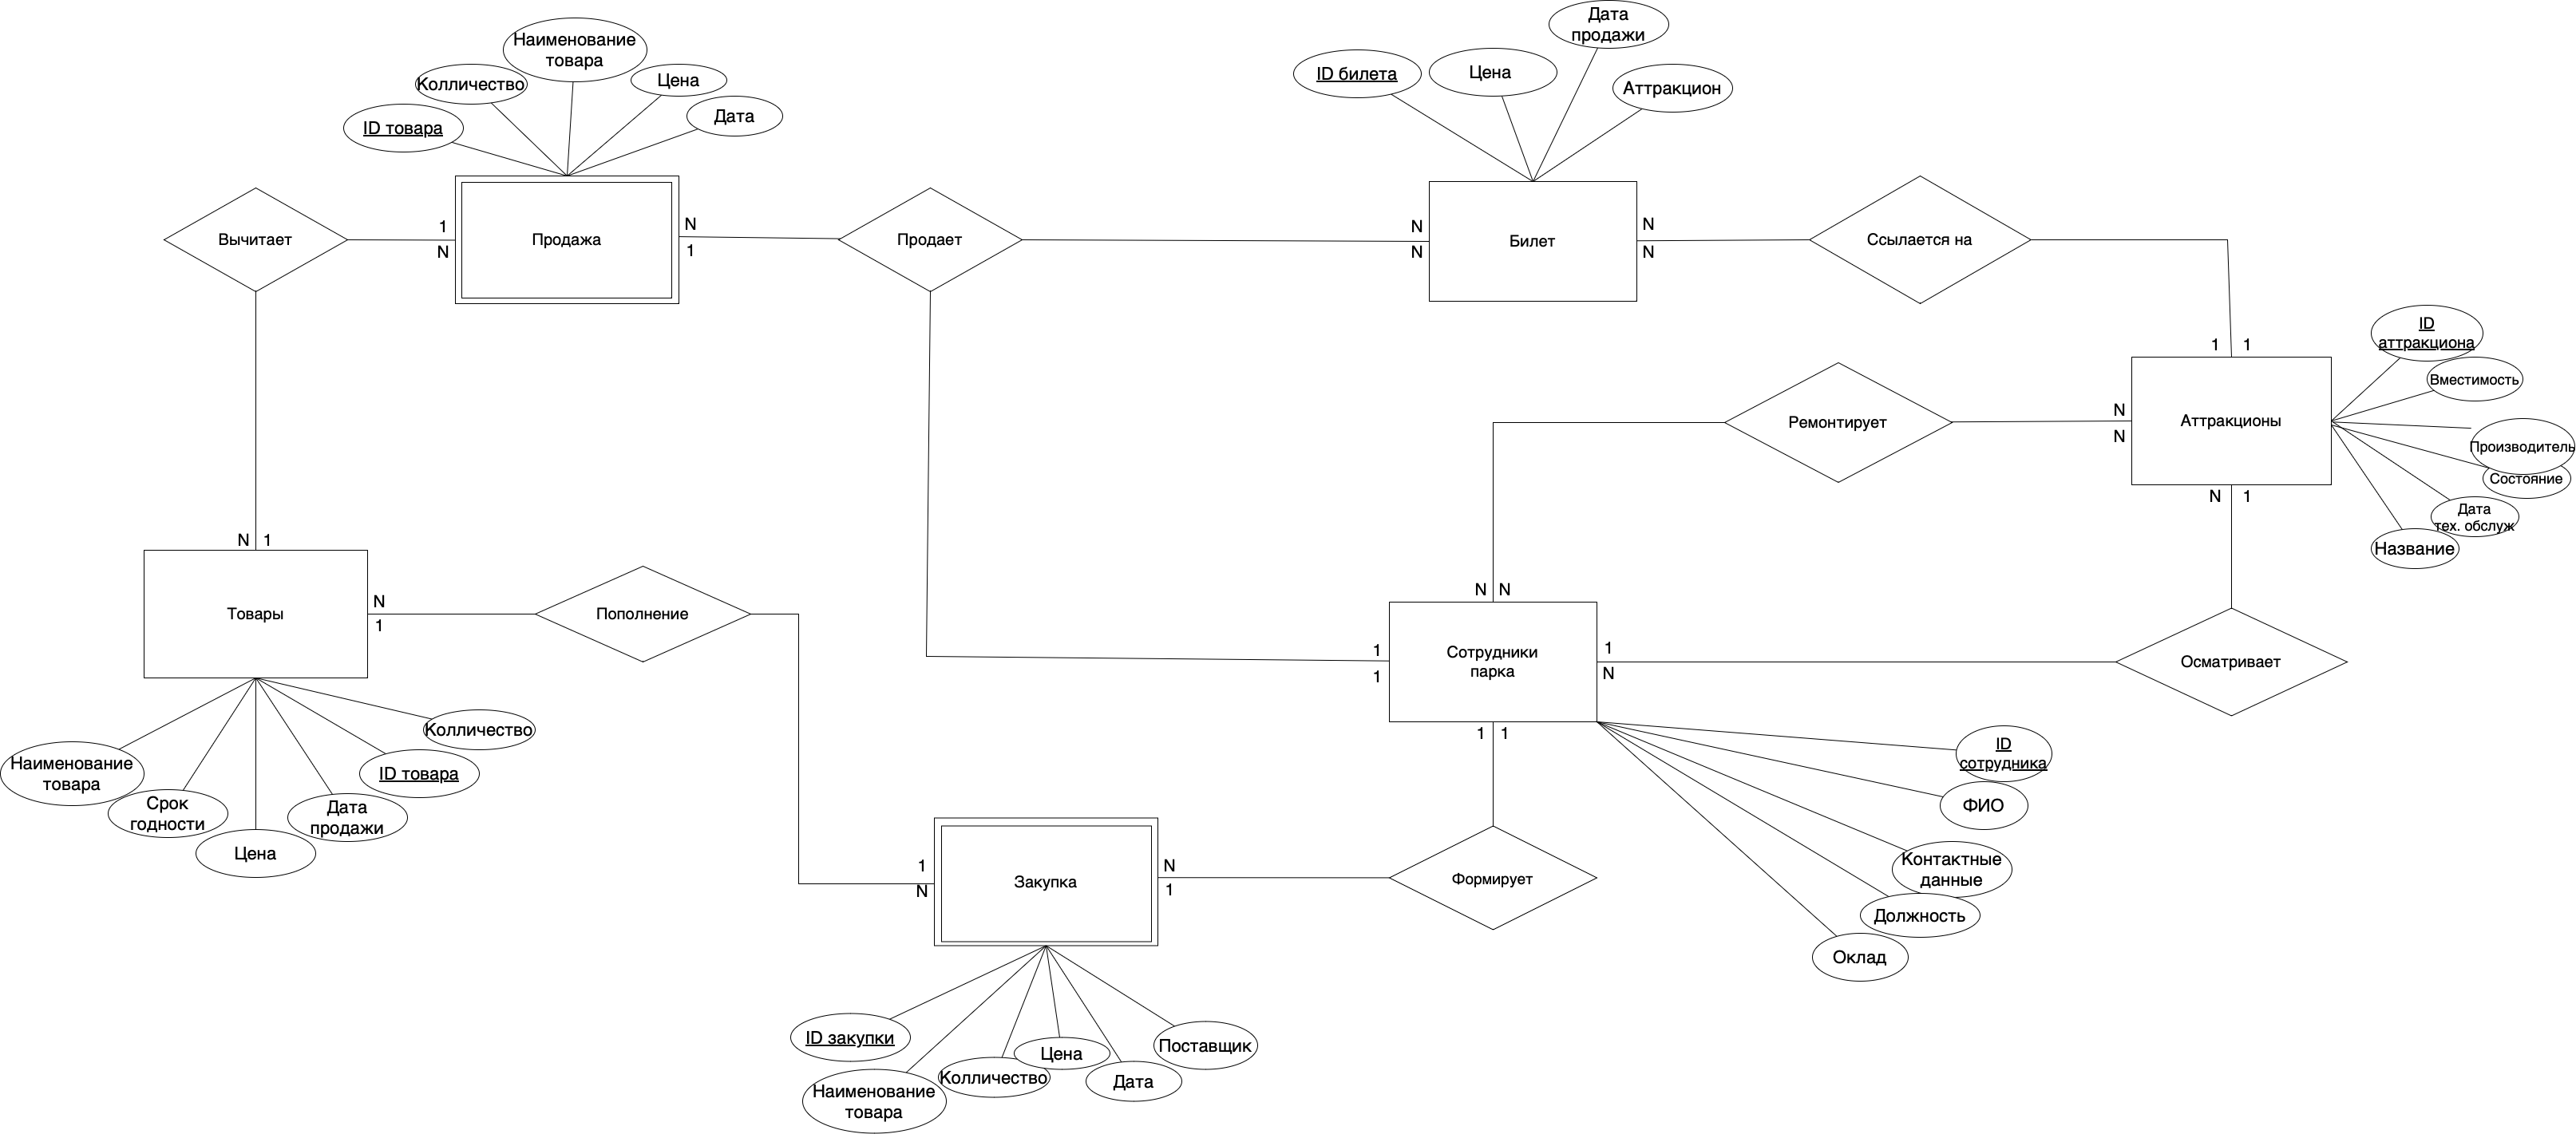 Наименование
товара
Колличество
Цена
ID товара
Дата
Дата
продажи
ID билета
Цена
Аттракцион
Вычитает
1
N
Продажа
N
1
Продает
N
N
Билет
N
N
Ссылается на
1
1
ID
аттракциона
Вместимость
Производитель
Состояние
Дата
тех. обслуж
Название
Ремонтирует
N
N
Аттракционы
N
1
N
1
Товары
N
1
Пополнение
N
N
1
1
Сотрудники
парка
1
N
Осматривает
1
1
Колличество
Наименование
товара
ID товара
Срок
годности
Дата
продажи
Цена
ID
сотрудника
ФИО
Контактные
данные
Должность
Оклад
1
N
Закупка
N
1
Формирует
ID закупки
Наименование
товара
Колличество
Цена
Дата
Поставщик